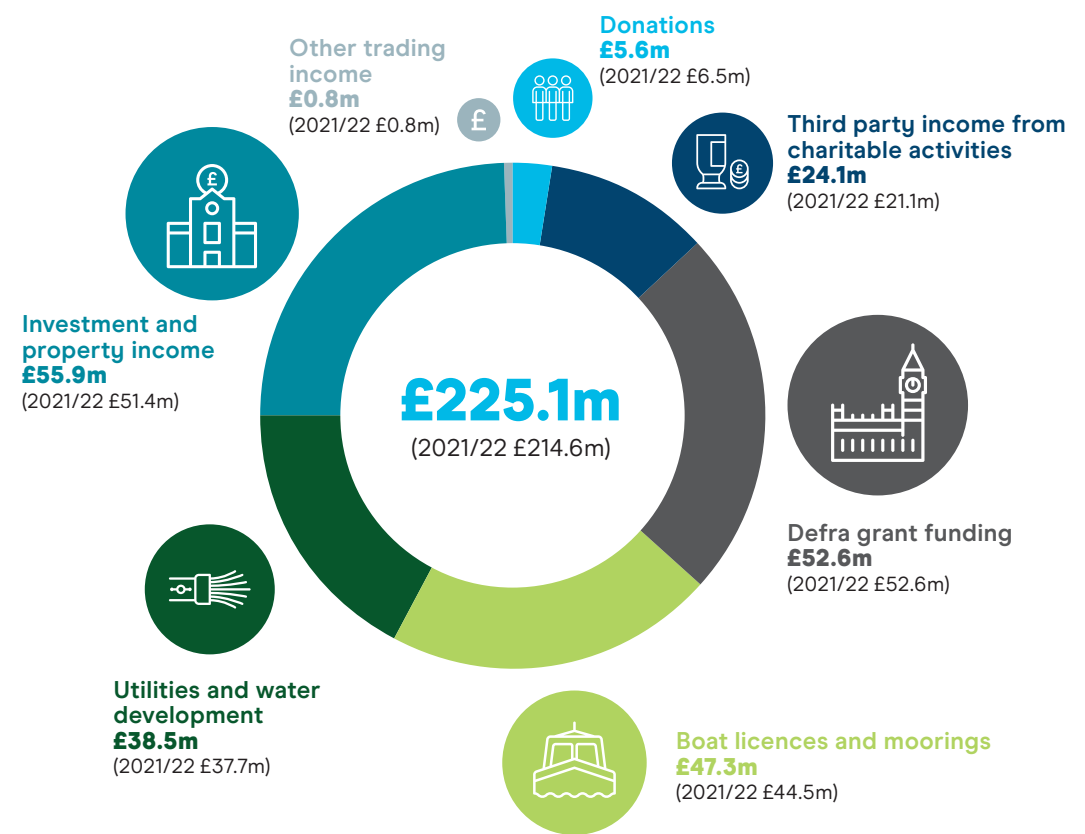 Donations
£5.6m
(2021/22 £6.5m)
Other trading
income
£0.8m
(2021/22 £0.8m)
£
Third party income from
charitable activities
£24.1m
(2021/22 £21.1m)
£
£
Investment and
property income
£55.9m
(2021/22 £51.4m)
£225.1m
(2021/22 £214.6m)
Defra grant funding
£52.6m
(2021/22 £52.6m)
Utilities and water
development
£38.5m
(2021/22 £37.7m)
Boat licences and moorings
£47.3m
(2021/22 £44.5m)